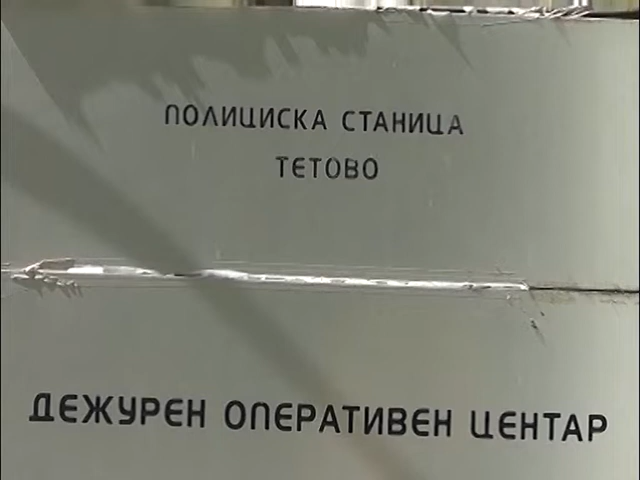 ПОЛИЦИСКА СТАНИЦА
ТЕТОВО
ДЕЖУРЕН ОПЕРАТИВЕН ЦЕНТАР